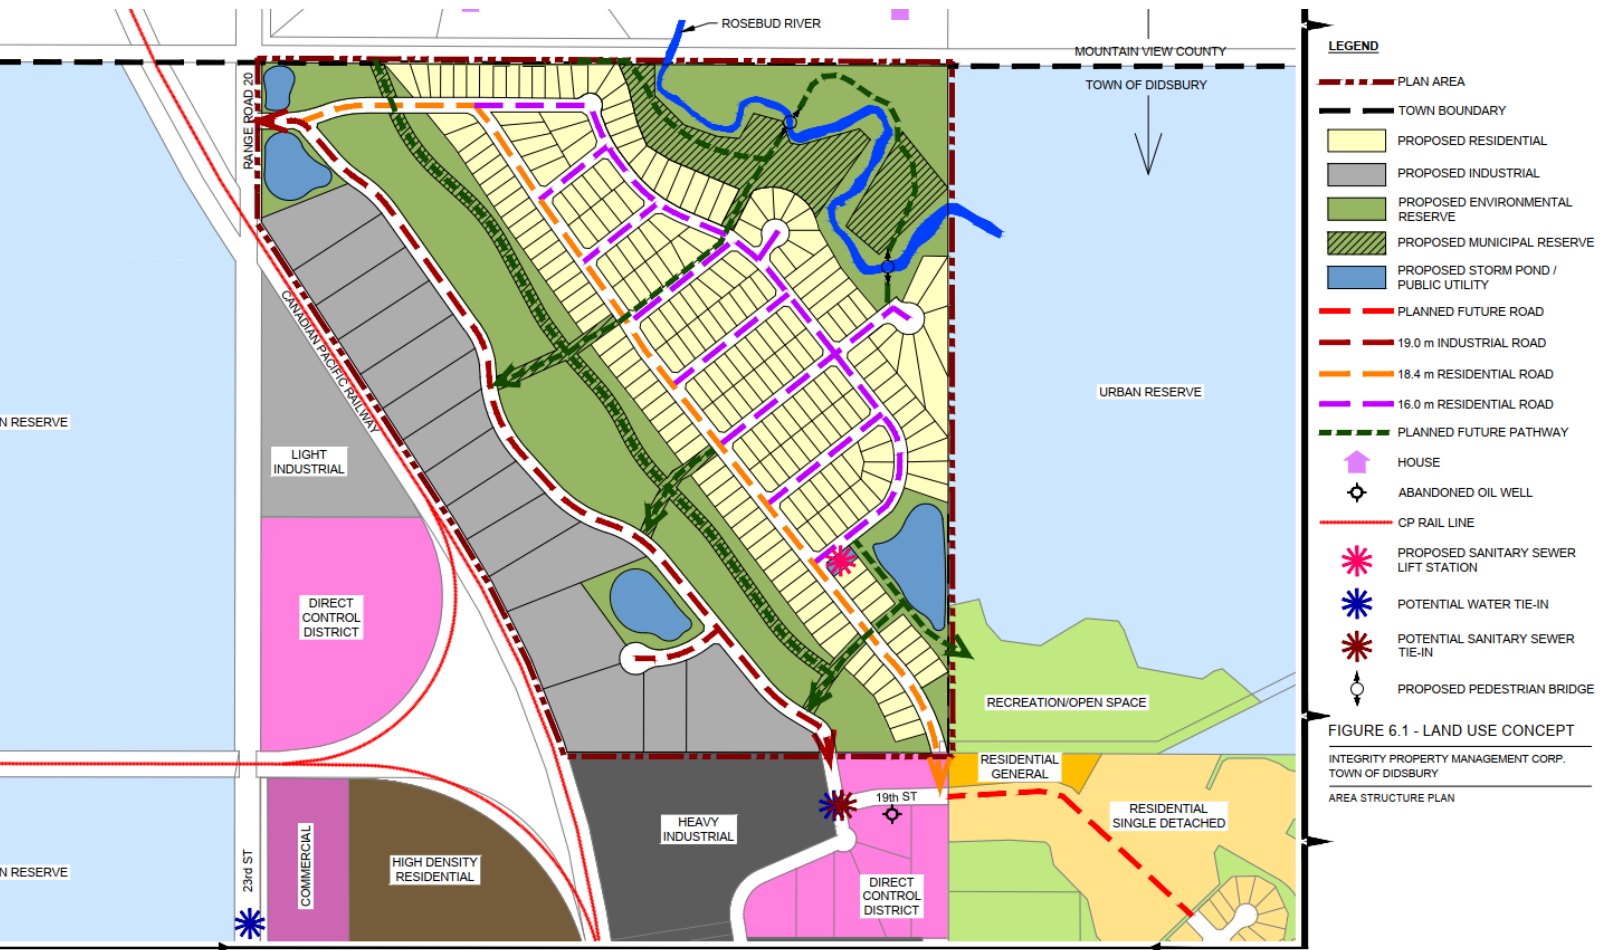 ROSEBUD RIVER
MOUNTAIN VIEW COUNTY
TOWN OF DIDSBURY
RANGE ROAD 20
CANADIAN PACIFIC RAILWAY
N RESERVE
URBAN RESERVE
LIGHT
INDUSTRIAL
DIRECT
CONTROL
DISTRICT
RECREATION/OPEN SPACE
RESIDENTIAL
GENERAL
19th ST
RESIDENTIAL
SINGLE DETACHED
HEAVY
INDUSTRIAL
COMMERCIAL
HIGH DENSITY
RESIDENTIAL
23rd ST
N RESERVE
DIRECT
CONTROL
DISTRICT
LEGEND
PLAN AREA
TOWN BOUNDARY
PROPOSED RESIDENTIAL
PROPOSED INDUSTRIAL
PROPOSED ENVIRONMENTAL
RESERVE
PROPOSED MUNICIPAL RESERVE
PROPOSED STORM POND /
PUBLIC UTILITY
PLANNED FUTURE ROAD
19.0 m INDUSTRIAL ROAD
18.4 m RESIDENTIAL ROAD
16.0 m RESIDENTIAL ROAD
PLANNED FUTURE PATHWAY
HOUSE
ABANDONED OIL WELL
CP RAIL LINE
PROPOSED SANITARY SEWER
LIFT STATION
POTENTIAL WATER TIE-IN
POTENTIAL SANITARY SEWER
TIE-IN
PROPOSED PEDESTRIAN BRIDGE
FIGURE 6.1 - LAND USE CONCEPT
INTEGRITY PROPERTY MANAGEMENT CORP.
TOWN OF DIDSBURY
AREA STRUCTURE PLAN